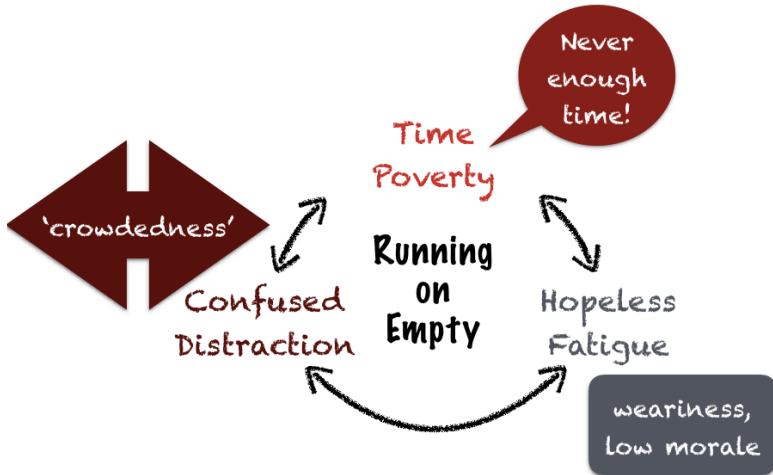 Never
enough
time!
Time
Poverty
'crowdedness'
Running
on
Empty
Confused
Distraction
Hopeless
Fatigue
weariness,
low morale